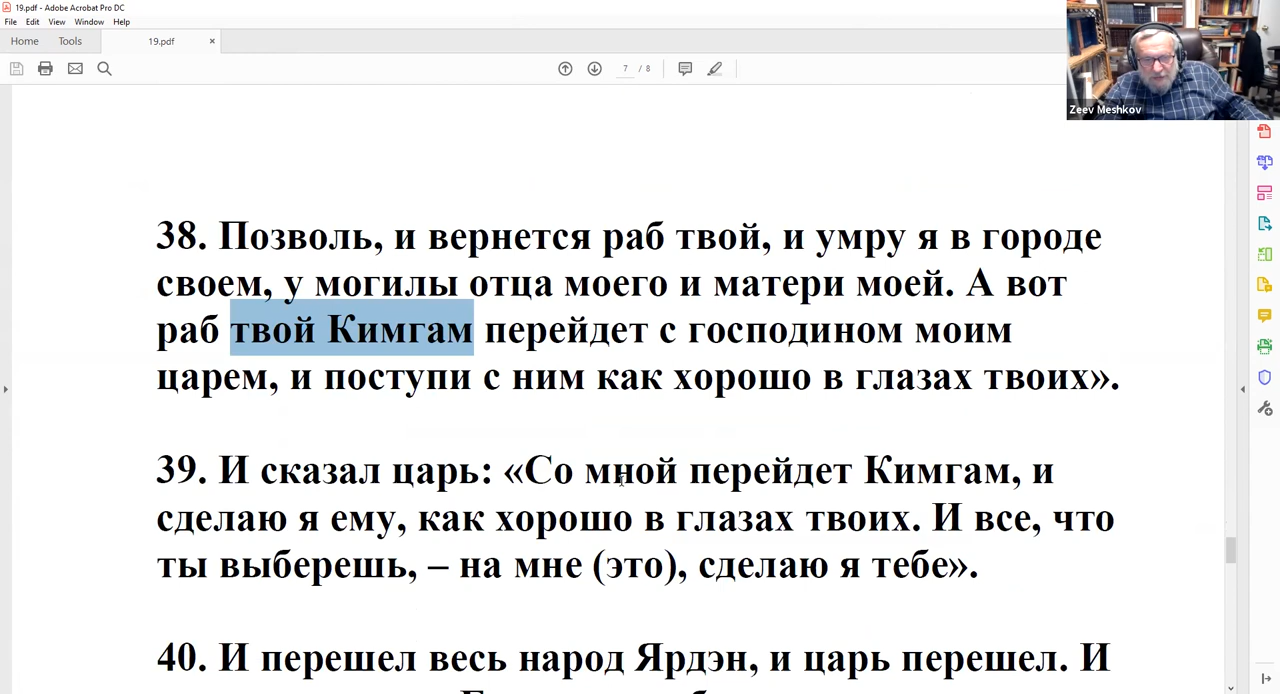 19.pdf - Adobe Acrobat Pro DC
File Edit View Window Help
Home Tools 19.pdf ×
7 / 8
Zeev Meshkov
38. Позволь, и вернется раб твой, и умру я в городе
своем, у могилы отца моего и матери моей. А вот
раб твой Кимгам перейдет с господином моим
царем, и поступи с ним как хорошо в глазах твоих».
39. И сказал царь: «Со мной перейдет Кимгам, и
сделаю я ему, как хорошо в глазах твоих. И все, что
ты выберешь, – на мне (это), сделаю я тебе».
40. И перешел весь народ Ярдэн, и царь перешел. И